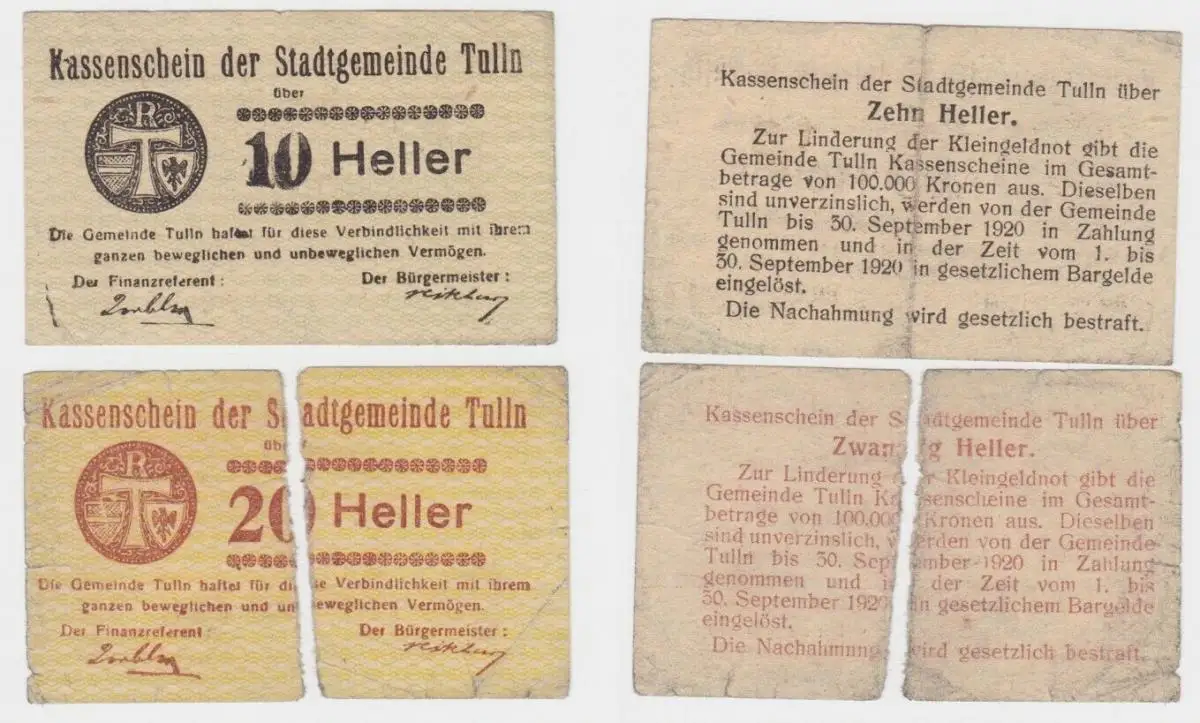 Kassenschein der Stadtgemeinde Tulln
über
R
T
10 Heller
Die Gemeinde Tulln haftet für diese Verbindlichkeit mit ihrem
ganzen beweglichen und unbeweglichen Vermögen.
Der Finanzreferent: Der Bürgermeister:
Kassenschein der Stadtgemeinde Tulln über
Zehn Heller.
Zur Linderung der Kleingeldnot gibt die
Gemeinde Tulln Kassenscheine im Gesamt-
betrage von 100.000 Kronen aus. Dieselben
sind unverzinslich, werden von der Gemeinde
Tulln bis 30. September 1920 in Zahlung
genommen und in der Zeit vom 1. bis
30. September 1920 in gesetzlichem Bargelde
eingelöst.
Die Nachahmung wird gesetzlich bestraft.
Kassenschein der Stadtgemeinde Tulln
über
R
T
20 Heller
Die Gemeinde Tulln haftet für diese Verbindlichkeit mit ihrem
ganzen beweglichen und unbeweglichen Vermögen.
Der Finanzreferent: Der Bürgermeister:
Kassenschein der Stadtgemeinde Tulln über
Zwanzig Heller.
Zur Linderung der Kleingeldnot gibt die
Gemeinde Tulln Kassenscheine im Gesamt-
betrage von 100.000 Kronen aus. Dieselben
sind unverzinslich, werden von der Gemeinde
Tulln bis 30. September 1920 in Zahlung
genommen und in der Zeit vom 1. bis
30. September 1920 in gesetzlichem Bargelde
eingelöst.
Die Nachahmung wird gesetzlich bestraft.